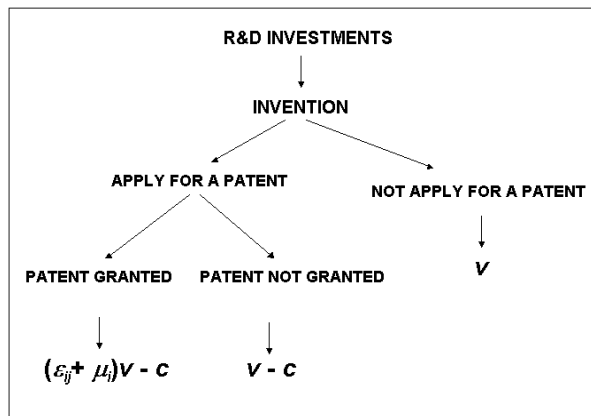 R&D INVESTMENTS
INVENTION
APPLY FOR A PATENT
NOT APPLY FOR A PATENT
PATENT GRANTED
PATENT NOT GRANTED
v
(εij + μi)v - c
v - c